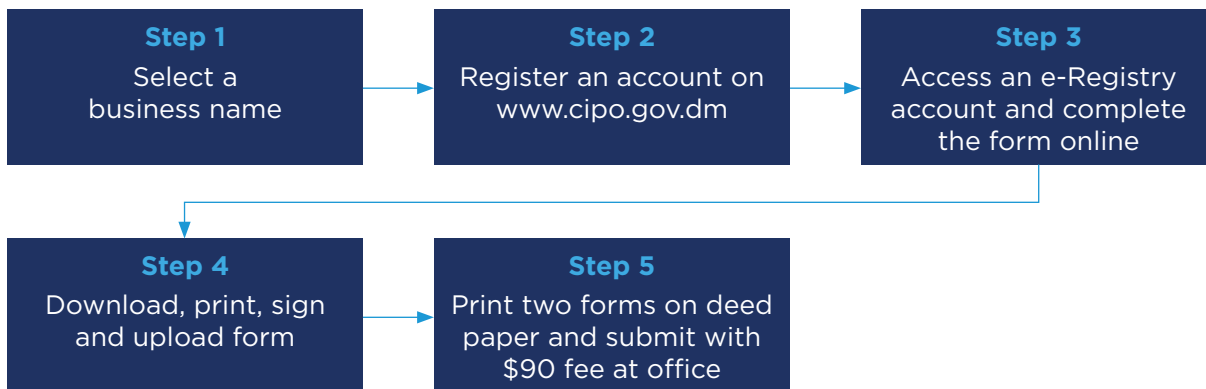 Step 1
Select a
business name
Step 2
Register an account on
www.cipo.gov.dm
Step 3
Access an e-Registry
account and complete
the form online
Step 4
Download, print, sign
and upload form
Step 5
Print two forms on deed
paper and submit with
$90 fee at office